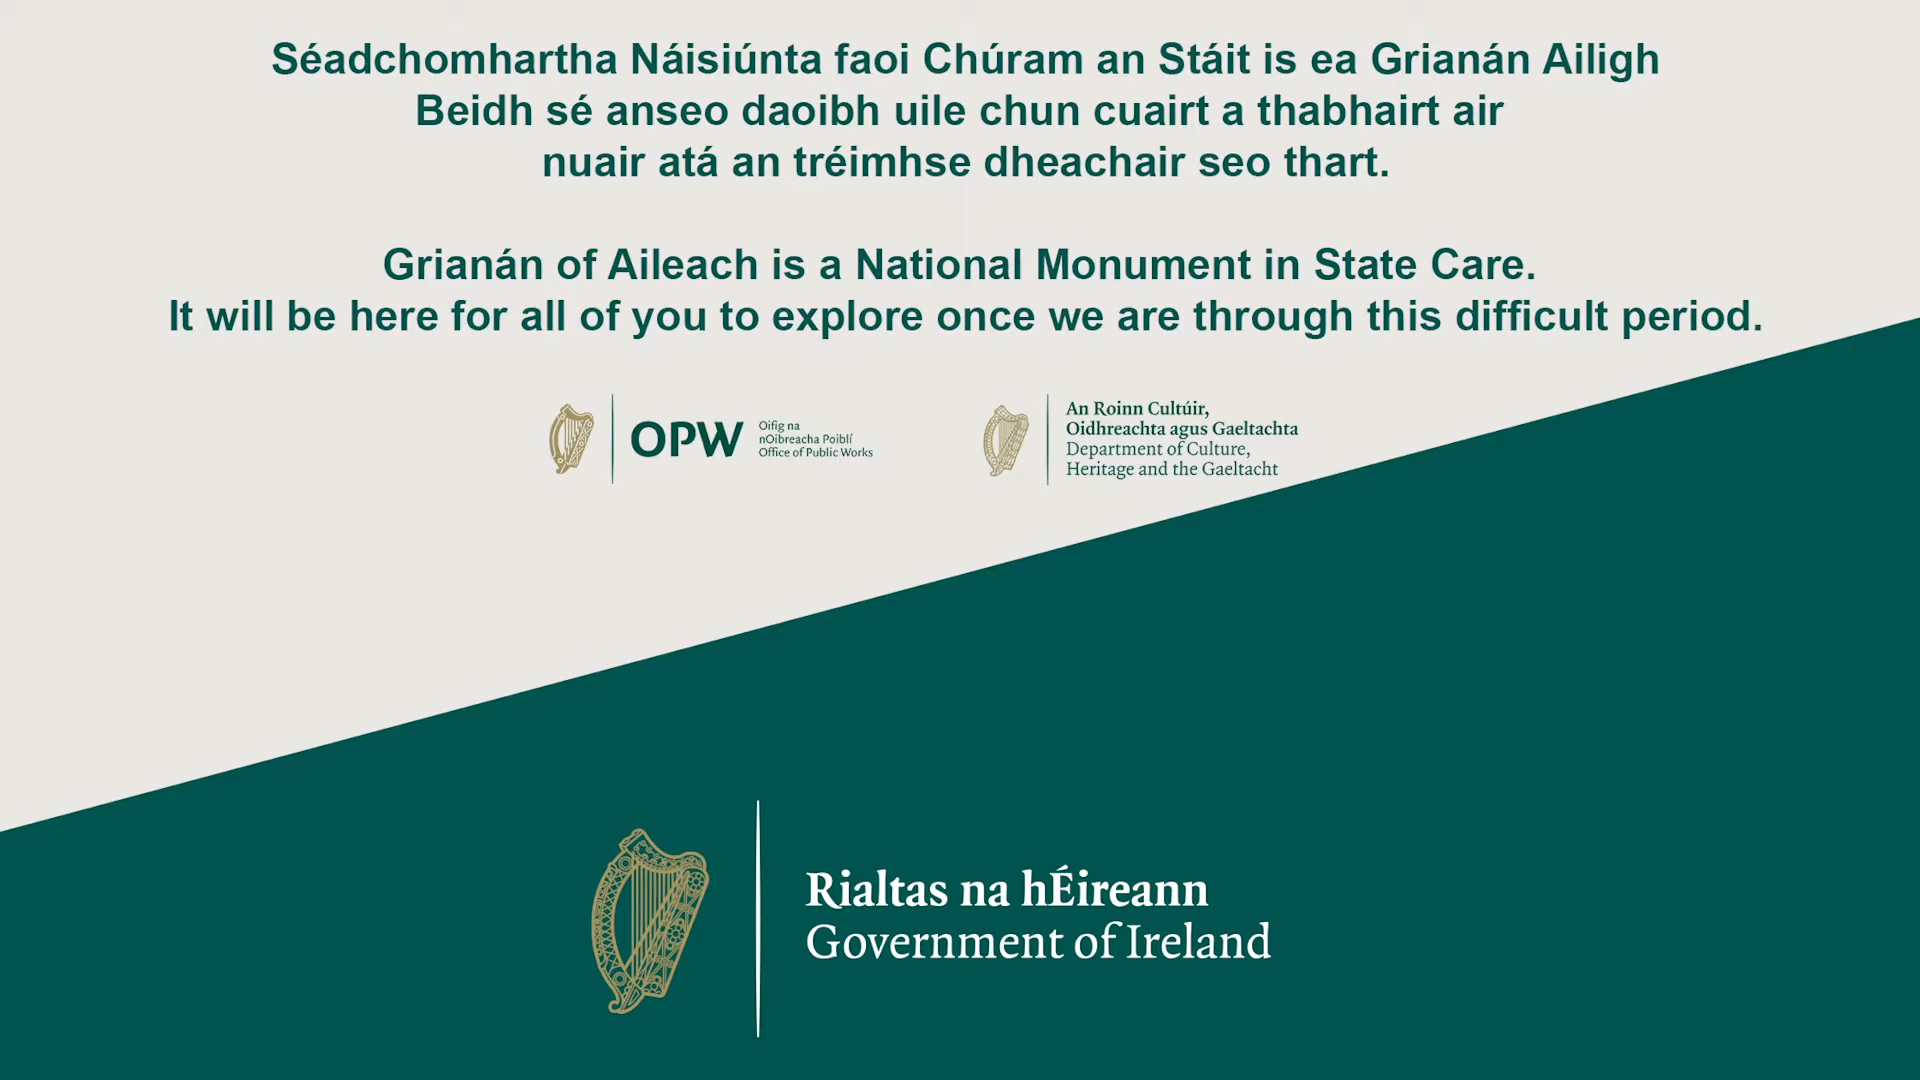 Séadchomhartha Náisiúnta faoi Chúram an Stáit is ea Grianán Ailigh
Beidh sé anseo daoibh uile chun cuairt a thabhairt air
nuair atá an tréimhse dheachair seo thart.
Grianán of Aileach is a National Monument in State Care.
It will be here for all of you to explore once we are through this difficult period.
OPW
Oifig na
nOibreacha Poiblí
Office of Public Works
An Roinn Cultúir,
Oidhreachta agus Gaeltachta
Department of Culture,
Heritage and the Gaeltacht
Rialtas na hÉireann
Government of Ireland